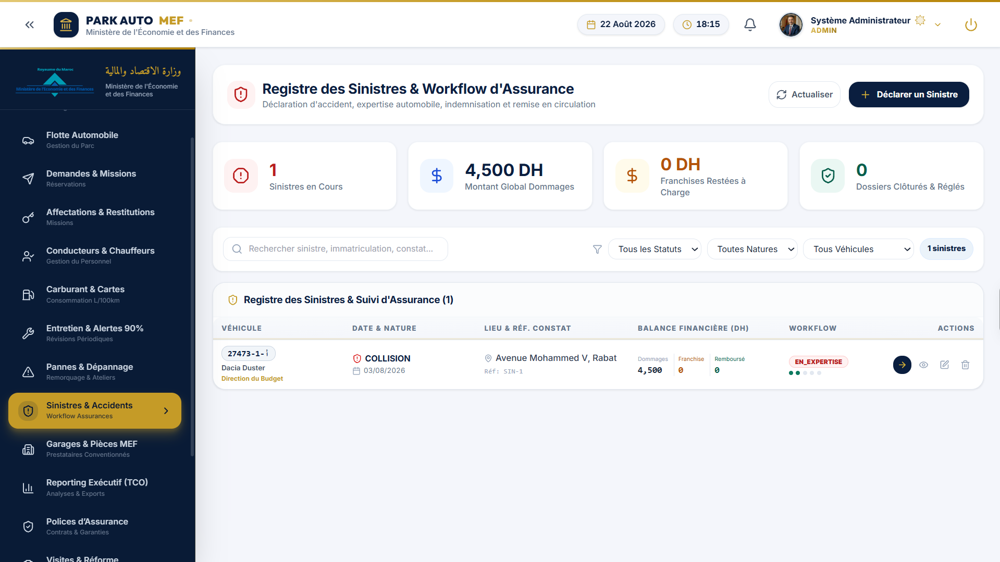 PARK AUTO MEF
Ministère de l'Économie et des Finances
22 Août 2026
18:15
Système Administrateur
ADMIN
Royaume du Maroc
Ministère de l'Economie et des Finances
وزارة الاقتصاد والمالية
Ministère de l'Économie
et des Finances
Flotte Automobile
Gestion du Parc
Demandes & Missions
Réservations
Affectations & Restitutions
Missions
Conducteurs & Chauffeurs
Gestion du Personnel
Carburant & Cartes
Consommation L/100km
Entretien & Alertes 90%
Révisions Périodiques
Pannes & Dépannage
Remorquage & Ateliers
Sinistres & Accidents
Workflow Assurances
Garages & Pièces MEF
Prestataires Conventionnés
Reporting Exécutif (TCO)
Analyses & Exports
Polices d’Assurance
Contrats & Garanties
Visites & Réforme
Registre des Sinistres & Workflow d'Assurance
Déclaration d'accident, expertise automobile, indemnisation et remise en circulation
Actualiser
Déclarer un Sinistre
1
Sinistres en Cours
4,500 DH
Montant Global Dommages
0 DH
Franchises Restées à
Charge
0
Dossiers Clôturés & Réglés
Rechercher sinistre, immatriculation, constat...
Tous les Statuts
Toutes Natures
Tous Véhicules
1 sinistres
Registre des Sinistres & Suivi d'Assurance (1)
VÉHICULE DATE & NATURE LIEU & RÉF. CONSTAT BALANCE FINANCIÈRE (DH) WORKFLOW ACTIONS
27473-1-أ
Dacia Duster
Direction du Budget
COLLISION
03/08/2026
Avenue Mohammed V, Rabat
Réf: SIN-1
Dommages Franchise Remboursé
4,500 0 0
EN_EXPERTISE